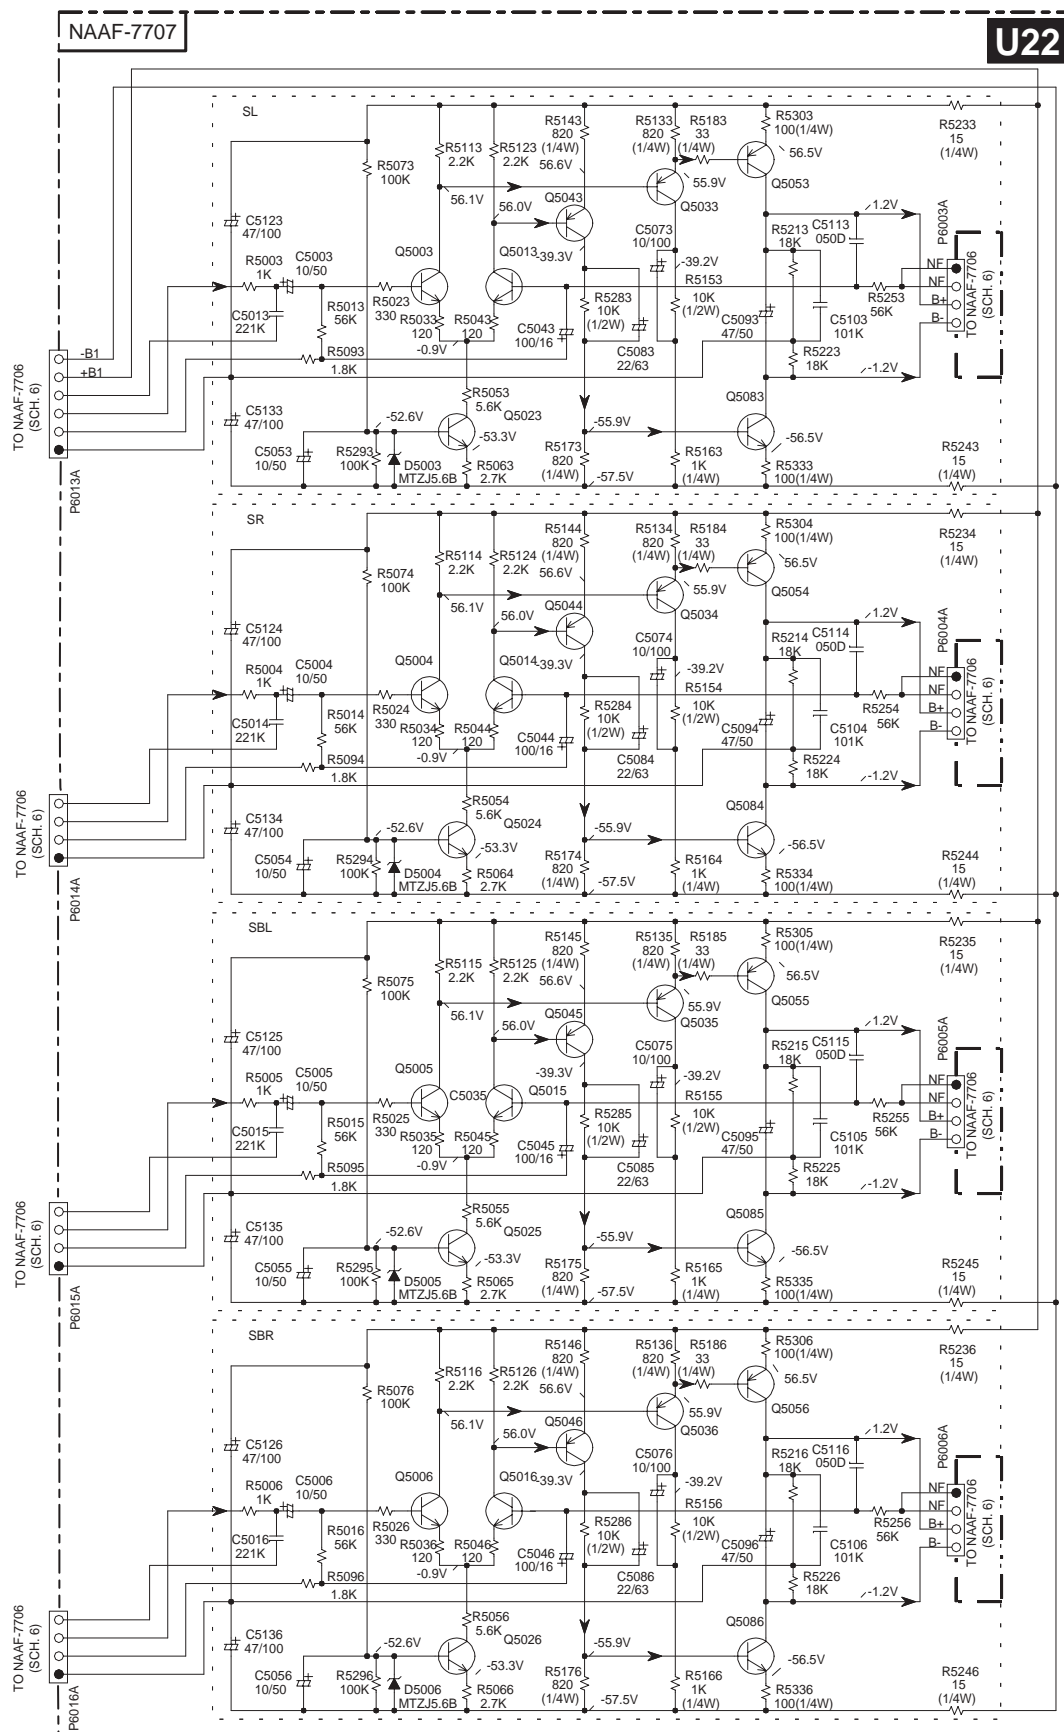 NAAF-7707
U22
SL
R5143
820
(1/4W)
R5133
820
(1/4W)
R5183
33
(1/4W)
R5303
100(1/4W)
R5233
15
(1/4W)
R5113
2.2K
R5123
2.2K
R5073
100K
56.6V
56.5V
56.1V
56.0V
Q5043
55.9V
Q5033
Q5053
C5123
47/100
R5003
1K
C5003
10/50
Q5003
Q5013
-39.3V
C5073
10/100
-39.2V
R5213
18K
C5113
050D
1.2V
P6003A
NF
NF
B+
B-
TO NAAF-7706
(SCH. 6)
C5013
221K
R5013
56K
R5023
330
R5033
120
R5043
120
-0.9V
C5043
100/16
R5283
10K
(1/2W)
C5083
22/63
R5153
10K
(1/2W)
C5093
47/50
C5103
101K
R5253
56K
R5223
18K
-1.2V
R5093
1.8K
-B1
+B1
TO NAAF-7706
(SCH. 6)
P6013A
C5133
47/100
R5053
5.6K
Q5023
-52.6V
-53.3V
C5053
10/50
R5293
100K
D5003
MTZJ5.6B
R5063
2.7K
-55.9V
R5173
820
(1/4W)
-57.5V
R5163
1K
(1/4W)
Q5083
-56.5V
R5333
100(1/4W)
R5243
15
(1/4W)
SR
R5144
820
(1/4W)
R5134
820
(1/4W)
R5184
33
(1/4W)
R5304
100(1/4W)
R5234
15
(1/4W)
R5114
2.2K
R5124
2.2K
R5074
100K
56.6V
56.5V
56.1V
56.0V
Q5044
55.9V
Q5034
Q5054
C5124
47/100
R5004
1K
C5004
10/50
Q5004
Q5014
-39.3V
C5074
10/100
-39.2V
R5214
18K
C5114
050D
1.2V
P6004A
NF
NF
B+
B-
TO NAAF-7706
(SCH. 6)
C5014
221K
R5014
56K
R5024
330
R5034
120
R5044
120
-0.9V
C5044
100/16
R5284
10K
(1/2W)
C5084
22/63
R5154
10K
(1/2W)
C5094
47/50
C5104
101K
R5254
56K
R5224
18K
-1.2V
R5094
1.8K
TO NAAF-7706
(SCH. 6)
P6014A
C5134
47/100
R5054
5.6K
Q5024
-52.6V
-53.3V
C5054
10/50
R5294
100K
D5004
MTZJ5.6B
R5064
2.7K
-55.9V
R5174
820
(1/4W)
-57.5V
R5164
1K
(1/4W)
Q5084
-56.5V
R5334
100(1/4W)
R5244
15
(1/4W)
SBL
R5145
820
(1/4W)
R5135
820
(1/4W)
R5185
33
(1/4W)
R5305
100(1/4W)
R5235
15
(1/4W)
R5115
2.2K
R5125
2.2K
R5075
100K
56.6V
56.5V
56.1V
56.0V
Q5045
55.9V
Q5035
Q5055
C5125
47/100
R5005
1K
C5005
10/50
Q5005
C5035
Q5015
-39.3V
C5075
10/100
-39.2V
R5215
18K
C5115
050D
1.2V
P6005A
NF
NF
B+
B-
TO NAAF-7706
(SCH. 6)
C5015
221K
R5015
56K
R5025
330
R5035
120
R5045
120
-0.9V
C5045
100/16
R5285
10K
(1/2W)
C5085
22/63
R5155
10K
(1/2W)
C5095
47/50
C5105
101K
R5255
56K
R5225
18K
-1.2V
R5095
1.8K
TO NAAF-7706
(SCH. 6)
P6015A
C5135
47/100
R5055
5.6K
Q5025
-52.6V
-53.3V
C5055
10/50
R5295
100K
D5005
MTZJ5.6B
R5065
2.7K
-55.9V
R5175
820
(1/4W)
-57.5V
R5165
1K
(1/4W)
Q5085
-56.5V
R5335
100(1/4W)
R5245
15
(1/4W)
SBR
R5146
820
(1/4W)
R5136
820
(1/4W)
R5186
33
(1/4W)
R5306
100(1/4W)
R5236
15
(1/4W)
R5116
2.2K
R5126
2.2K
R5076
100K
56.6V
56.5V
56.1V
56.0V
Q5046
55.9V
Q5036
Q5056
C5126
47/100
R5006
1K
C5006
10/50
Q5006
Q5016
-39.3V
C5076
10/100
-39.2V
R5216
18K
C5116
050D
1.2V
P6006A
NF
NF
B+
B-
TO NAAF-7706
(SCH. 6)
C5016
221K
R5016
56K
R5026
330
R5036
120
R5046
120
-0.9V
C5046
100/16
R5286
10K
(1/2W)
C5086
22/63
R5156
10K
(1/2W)
C5096
47/50
C5106
101K
R5256
56K
R5226
18K
-1.2V
R5096
1.8K
TO NAAF-7706
(SCH. 6)
P6016A
C5136
47/100
R5056
5.6K
Q5026
-52.6V
-53.3V
C5056
10/50
R5296
100K
D5006
MTZJ5.6B
R5066
2.7K
-55.9V
R5176
820
(1/4W)
-57.5V
R5166
1K
(1/4W)
Q5086
-56.5V
R5336
100(1/4W)
R5246
15
(1/4W)